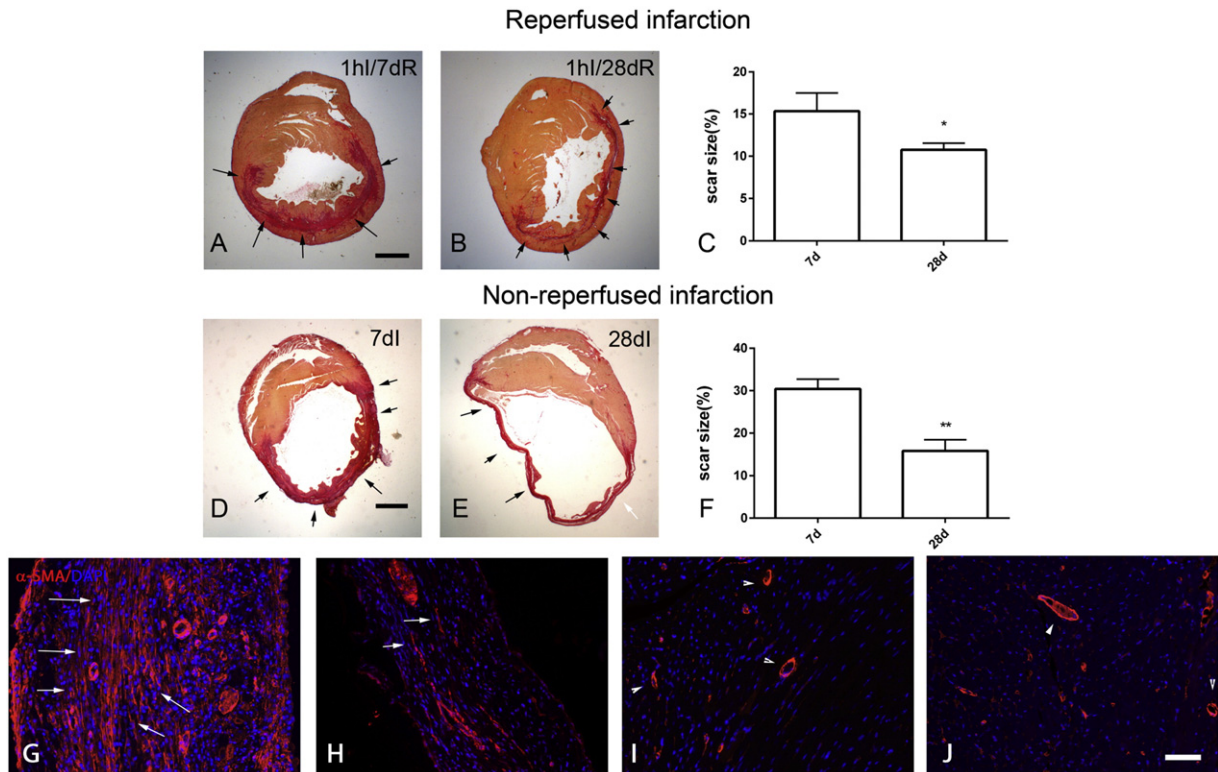 Reperfused infarction
1hI/7dR
A
1hI/28dR
B
20
15
10
5
0
scar size(%)
*
7d
28d
C
Non-reperfused infarction
7dI
D
28dI
E
40
30
20
10
0
scar size(%)
**
7d
28d
F
α-SMA/DAPI
G
H
I
J